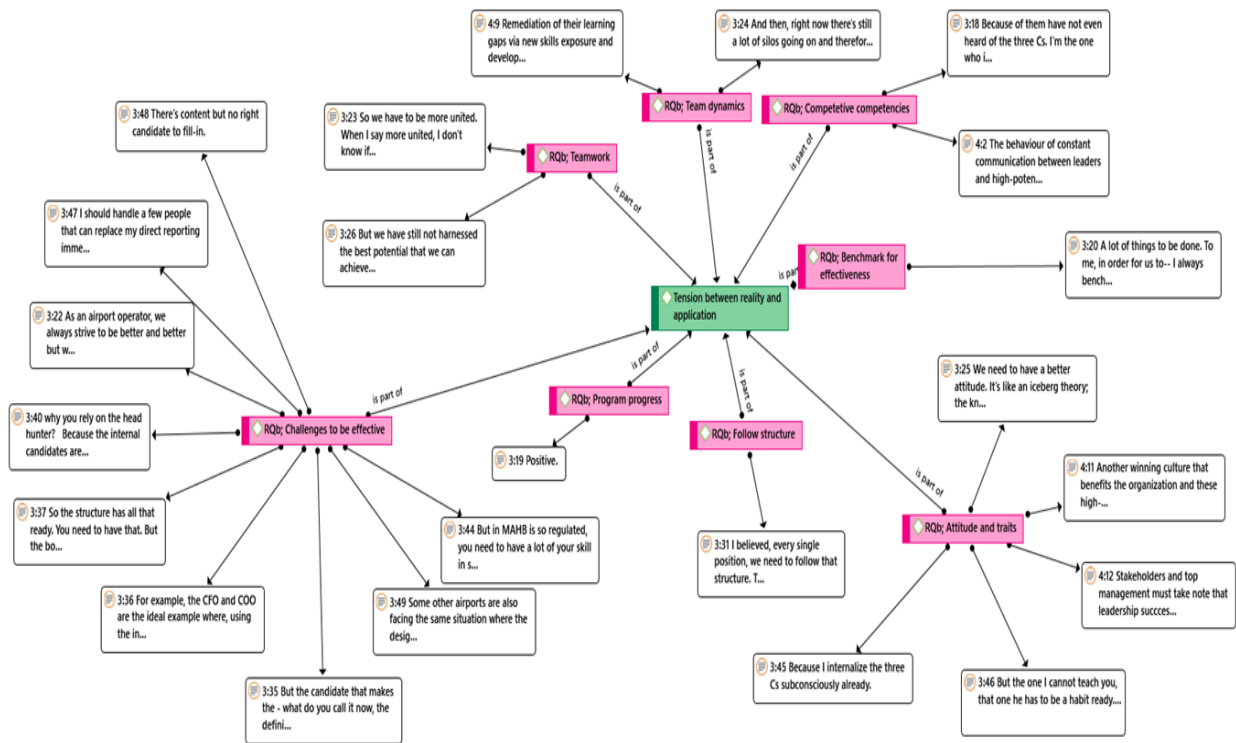 4:9 Remediation of their learning
gaps via new skills exposure and
develop...
3:24 And then, right now there's still
a lot of silos going on and therefor...
3:18 Because of them have not even
heard of the three Cs. I'm the one
who i...
RQb; Team dynamics
RQb; Competetive competencies
3:48 There's content but no right
candidate to fill-in.
3:23 So we have to be more united.
When I say more united, I don't
know if...
RQb; Teamwork
is part of
is part of
is part of
4:2 The behaviour of constant
communication between leaders
and high-poten...
3:47 I should handle a few people
that can replace my direct reporting
imme...
3:26 But we have still not harnessed
the best potential that we can
achieve...
RQb; Benchmark for
effectiveness
is part
3:20 A lot of things to be done. To
me, in order for us to-- I always
bench...
Tension between reality and
application
3:22 As an airport operator, we
always strive to be better and better
but w...
is part of
is part of
is part of
is part of
3:25 We need to have a better
attitude. It's like an iceberg theory;
the kn...
RQb; Program progress
3:40 why you rely on the head
hunter? Because the internal
candidates are...
RQb; Challenges to be effective
RQb; Follow structure
3:19 Positive.
4:11 Another winning culture that
benefits the organization and these
high-...
3:37 So the structure has all that
ready. You need to have that. But
the bo...
3:44 But in MAHB is so regulated,
you need to have a lot of your skill
in s...
3:31 I believed, every single
position, we need to follow that
structure. T...
RQb; Attitude and traits
3:36 For example, the CFO and COO
are the ideal example where, using
the in...
3:49 Some other airports are also
facing the same situation where the
desig...
4:12 Stakeholders and top
management must take note that
leadership succces...
3:35 But the candidate that makes
the - what do you call it now, the
defini...
3:45 Because I internalize the three
Cs subconsciously already.
3:46 But the one I cannot teach you,
that one he has to be a habit ready....